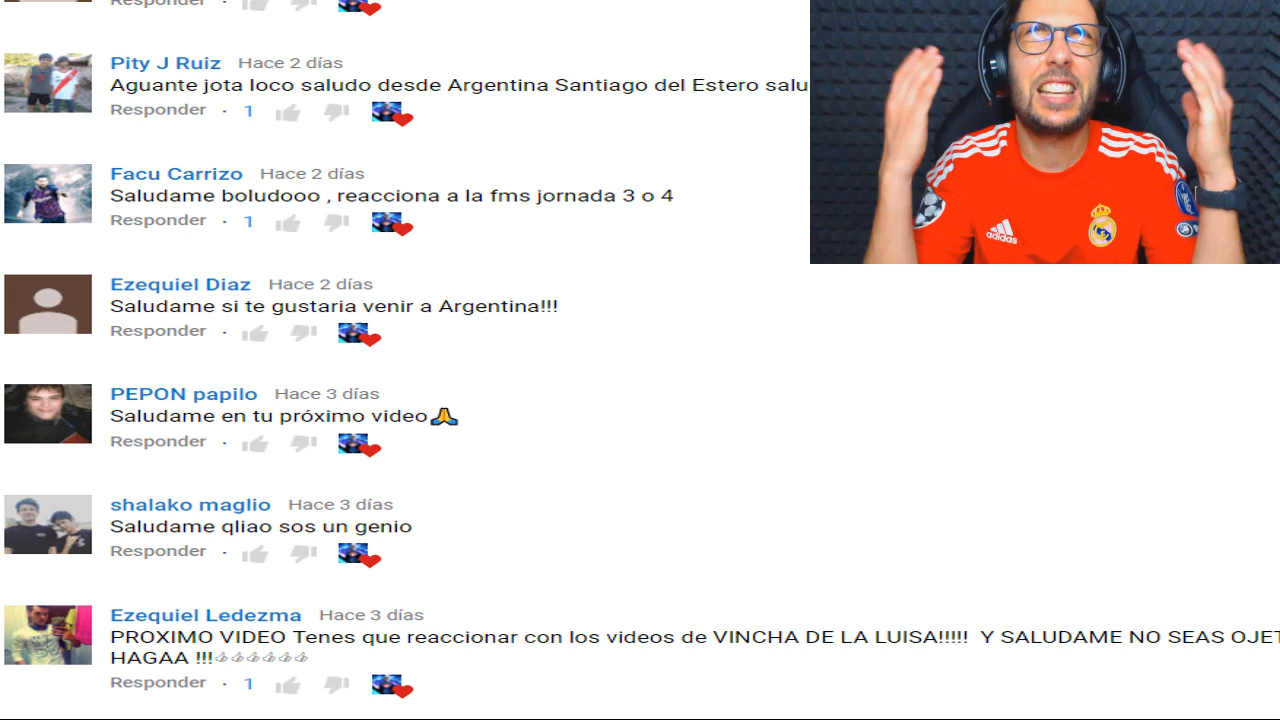 Responder
Pity J Ruiz Hace 2 días
Aguante jota loco saludo desde Argentina Santiago del Estero salu
Responder · 1
Facu Carrizo Hace 2 días
Saludame boludooo , reacciona a la fms jornada 3 o 4
Responder · 1
Ezequiel Diaz Hace 2 días
Saludame si te gustaria venir a Argentina!!!
Responder ·
PEPON papilo Hace 3 días
Saludame en tu próximo video🙏
Responder ·
shalako maglio Hace 3 días
Saludame qliao sos un genio
Responder ·
Ezequiel Ledezma Hace 3 días
PROXIMO VIDEO Tenes que reaccionar con los videos de VINCHA DE LA LUISA!!!!! Y SALUDAME NO SEAS OJET
HAGAA !!!
Responder · 1
adidas